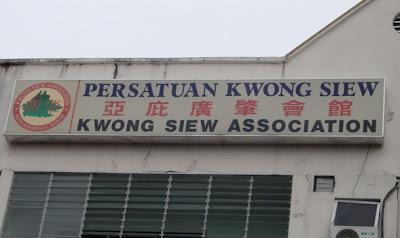 PERSATUAN KWONG SIEW
亞庇廣肇會館
KWONG SIEW ASSOCIATION